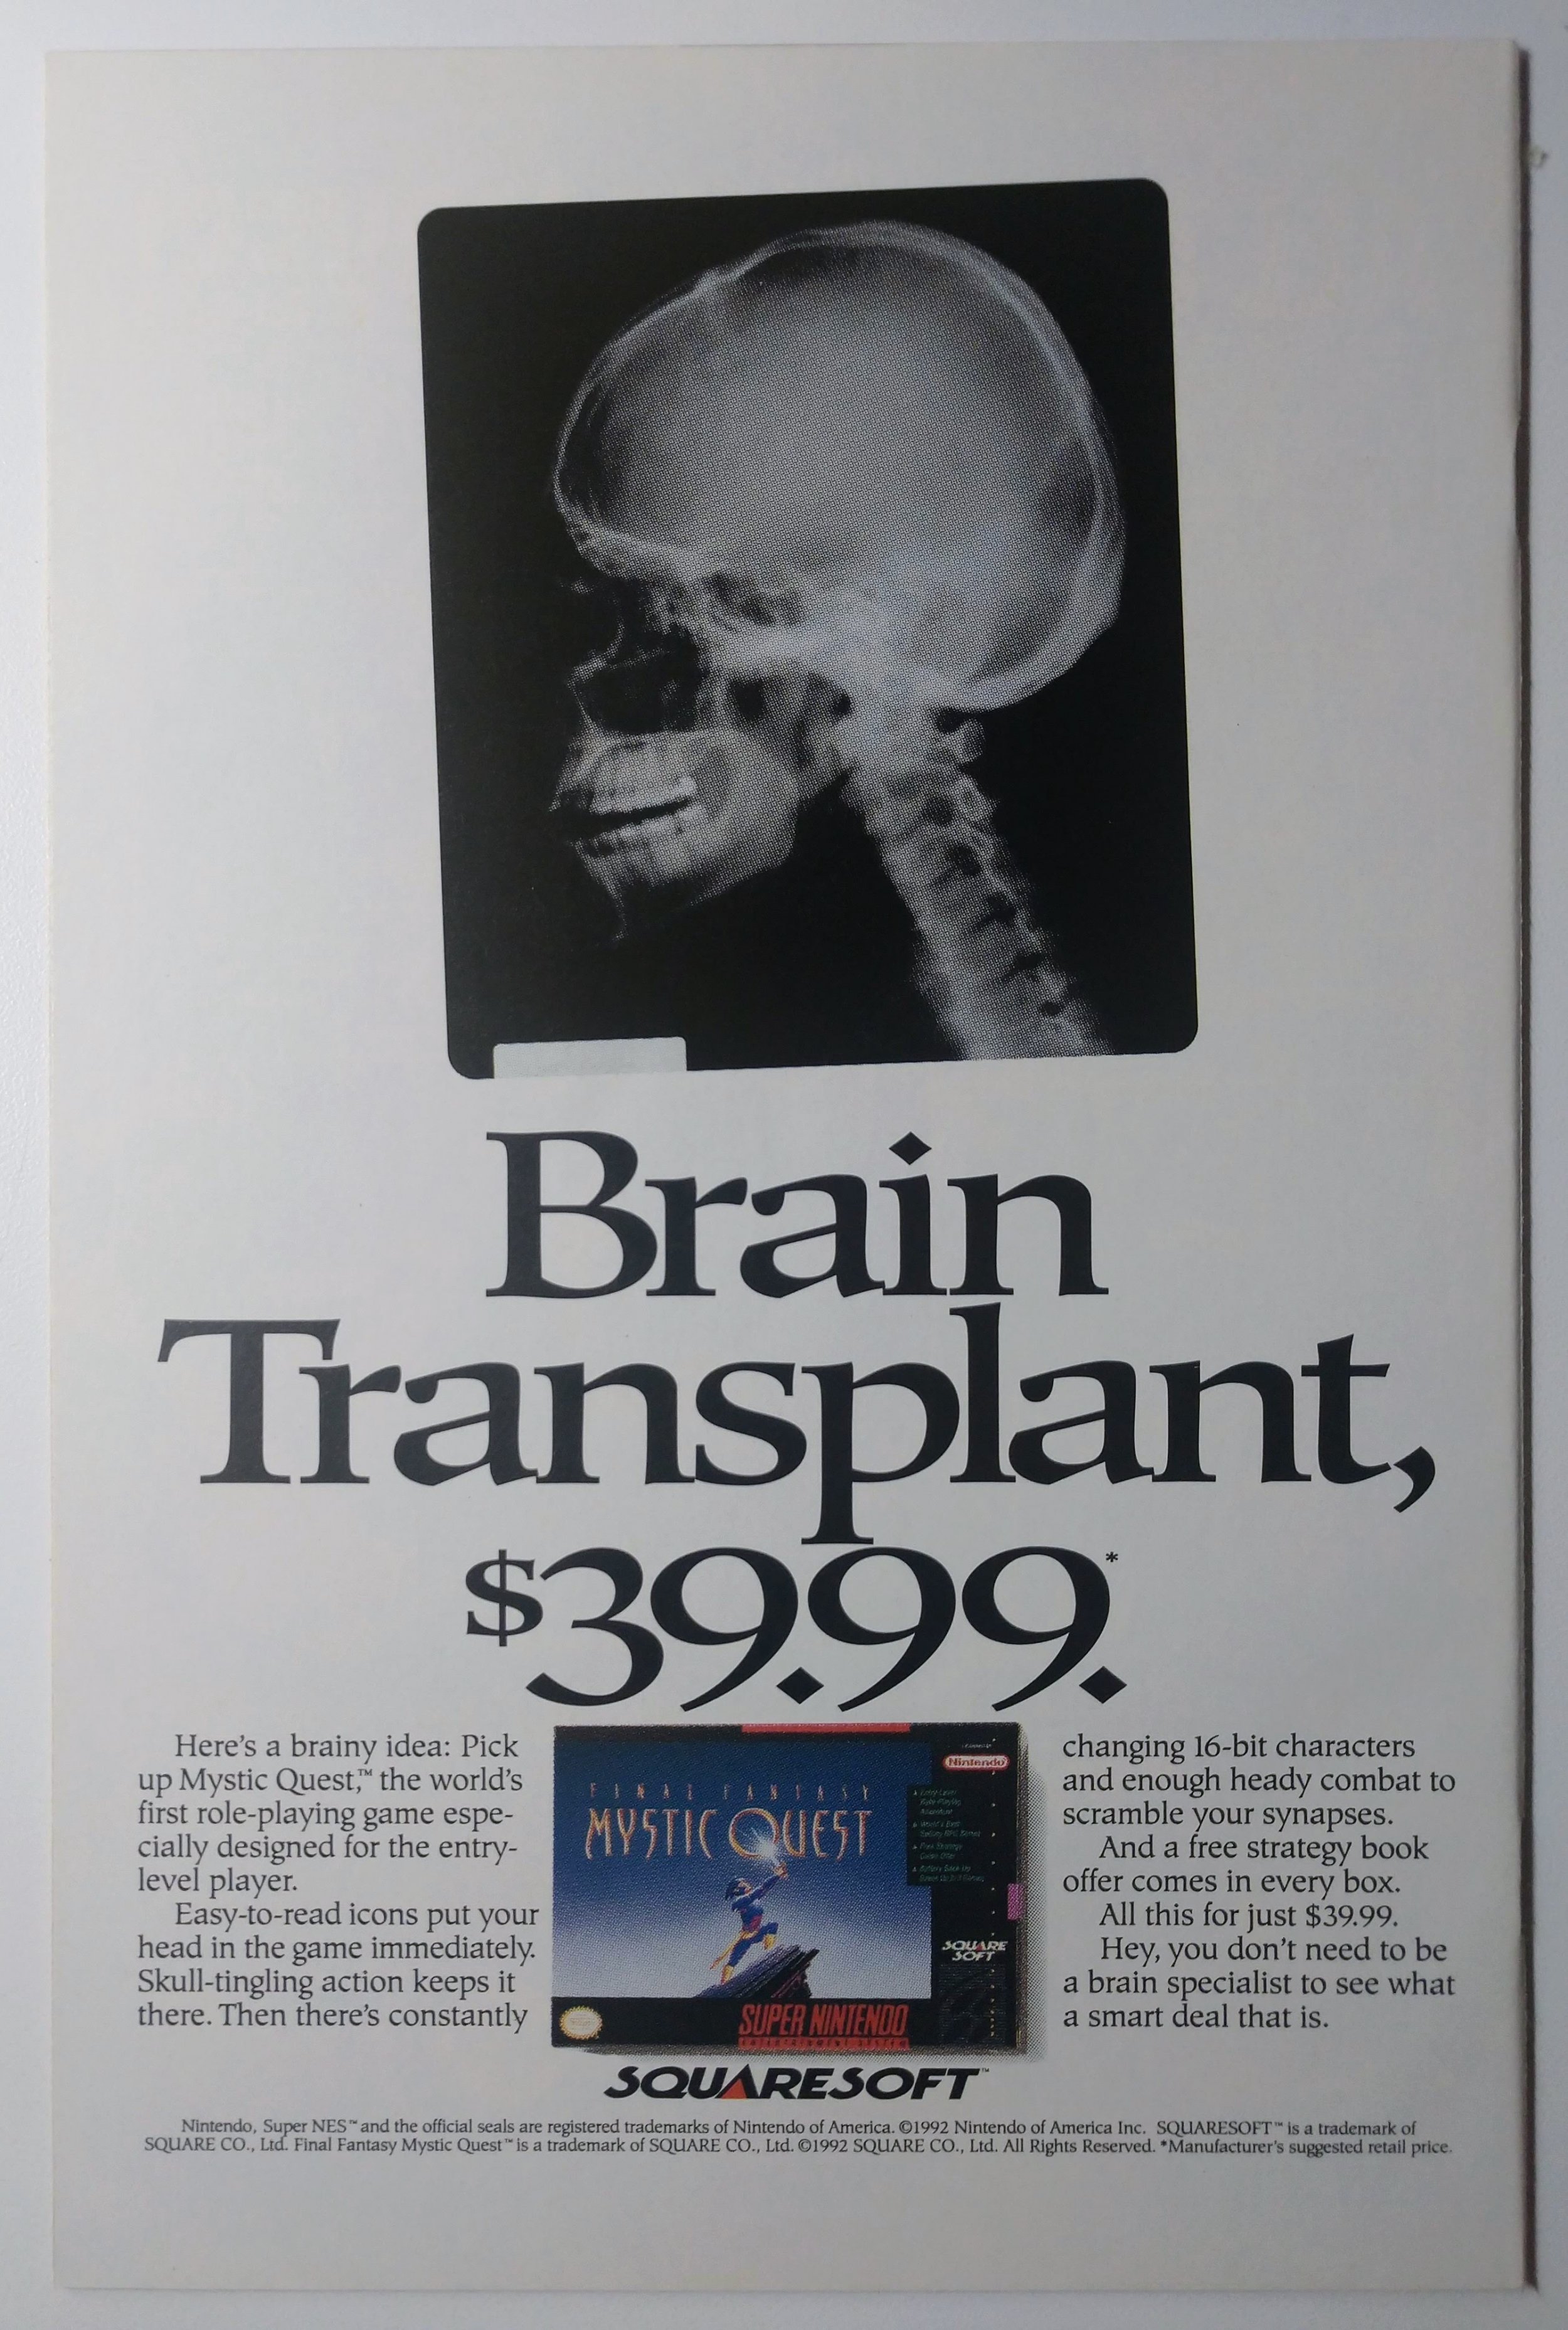 Brain
Transplant,
$39.99.*
Here's a brainy idea: Pick
up Mystic Quest,™ the world's
first role-playing game espe-
cially designed for the entry-
level player.
Easy-to-read icons put your
head in the game immediately.
Skull-tingling action keeps it
there. Then there's constantly
Nintendo
FINAL FANTASY
MYSTIC QUEST
SQUARE
SOFT
SUPER NINTENDO
ENTERTAINMENT SYSTEM
changing 16-bit characters
and enough heady combat to
scramble your synapses.
And a free strategy book
offer comes in every box.
All this for just $39.99.
Hey, you don't need to be
a brain specialist to see what
a smart deal that is.
SQUARESOFT™
Nintendo, Super NES™ and the official seals are registered trademarks of Nintendo of America. ©1992 Nintendo of America Inc. SQUARESOFT™ is a trademark of
SQUARE CO., Ltd. Final Fantasy Mystic Quest™ is a trademark of SQUARE CO., Ltd. ©1992 SQUARE CO., Ltd. All Rights Reserved. *Manufacturer's suggested retail price.